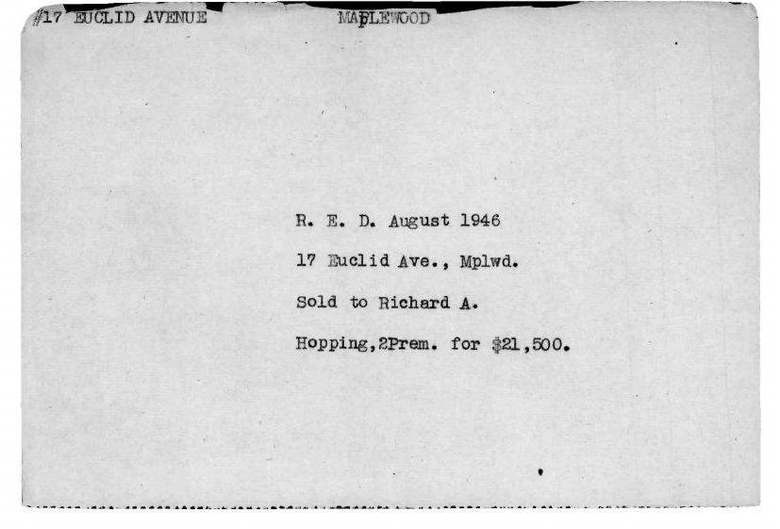 #17 EUCLID AVENUE MAPLEWOOD
R. E. D. August 1946
17 Euclid Ave., Mplwd.
Sold to Richard A.
Hopping,2Prem. for $21,500.